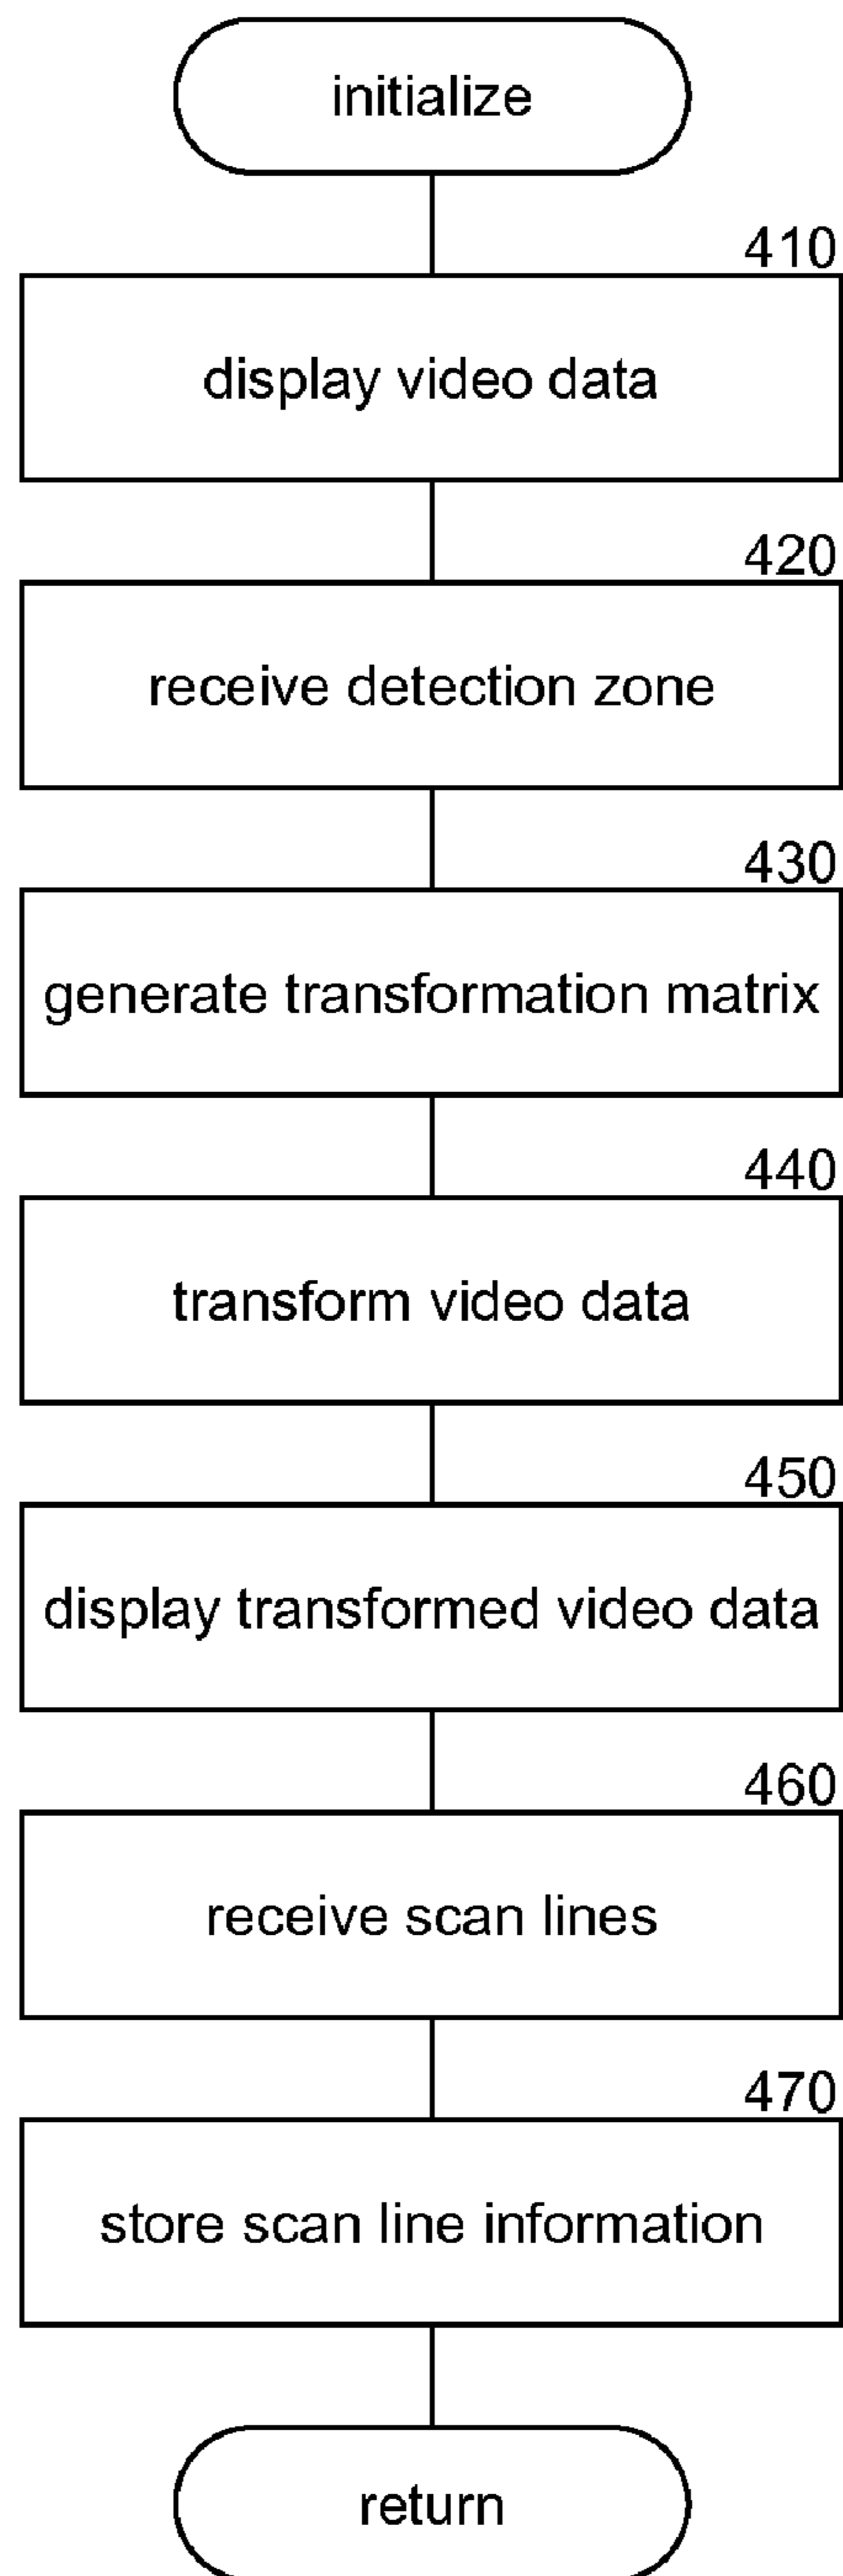 initialize
410
display video data
420
receive detection zone
430
generate transformation matrix
440
transform video data
450
display transformed video data
460
receive scan lines
470
store scan line information
return